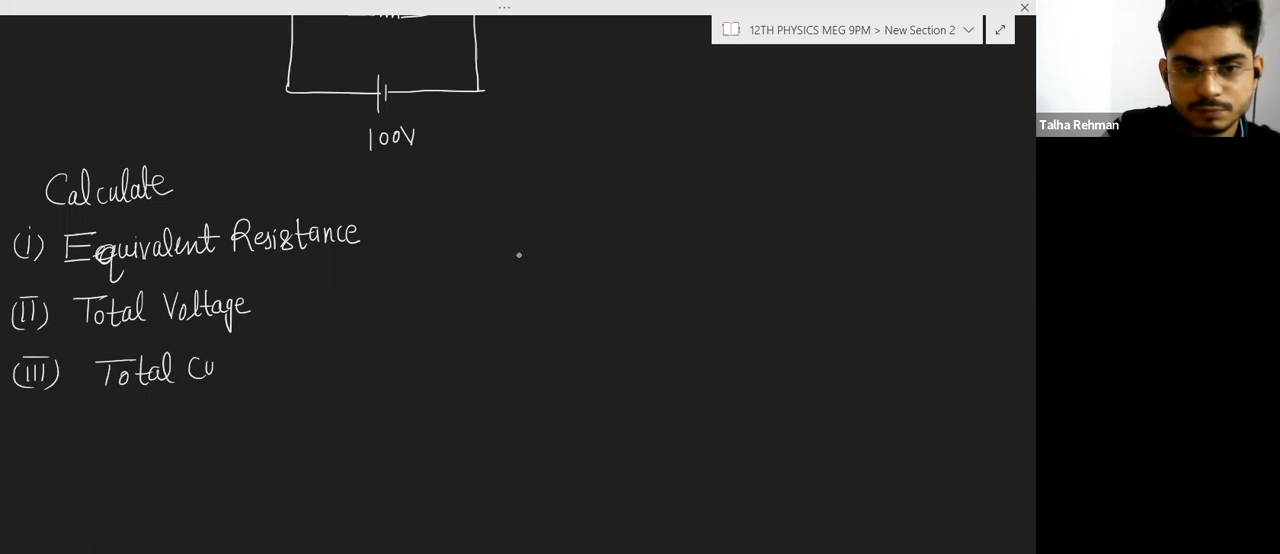 12TH PHYSICS MEG 9PM > New Section 2
Talha Rehman
100V
Calculate
(i) Equivalent Resistance
(II) Total Voltage
(III) Total Cu